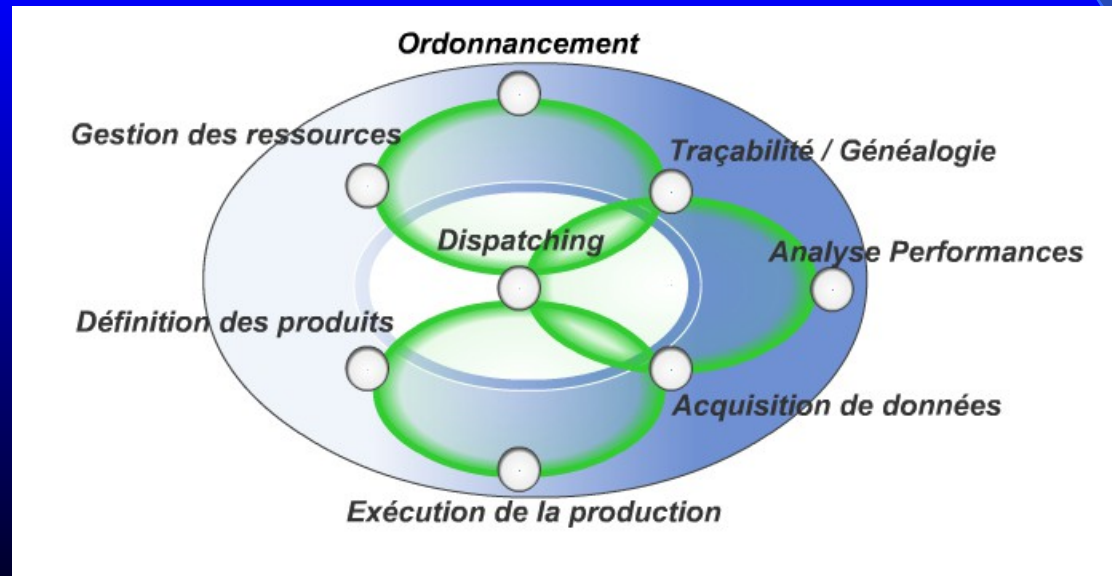 Ordonnancement
Gestion des ressources
Traçabilité / Généalogie
Dispatching
Analyse Performances
Définition des produits
Acquisition de données
Exécution de la production